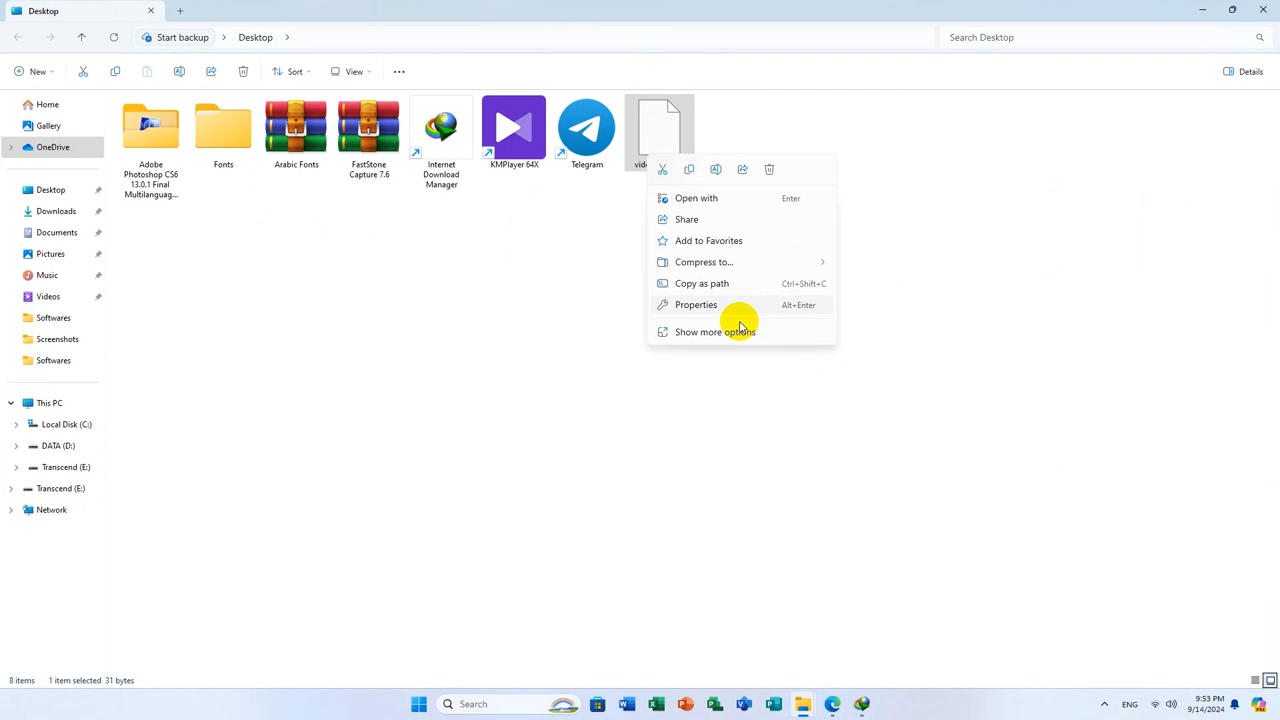 Desktop
Start backup
Desktop
Search Desktop
New
Sort
View
Details
Home
Gallery
OneDrive
Desktop
Downloads
Documents
Pictures
Music
Videos
Softwares
Screenshots
Softwares
This PC
Local Disk (C:)
DATA (D:)
Transcend (E:)
Transcend (E:)
Network
Adobe
Photoshop CS6
13.0.1 Final
Multilanguag...
Fonts
Arabic Fonts
FastStone
Capture 7.6
Internet
Download
Manager
KMPlayer 64X
Telegram
Open with Enter
Share
Add to Favorites
Compress to...
Copy as path Ctrl+Shift+C
Properties Alt+Enter
Show more options
8 items 1 item selected 31 bytes
Search
ENG
9:53 PM
9/14/2024